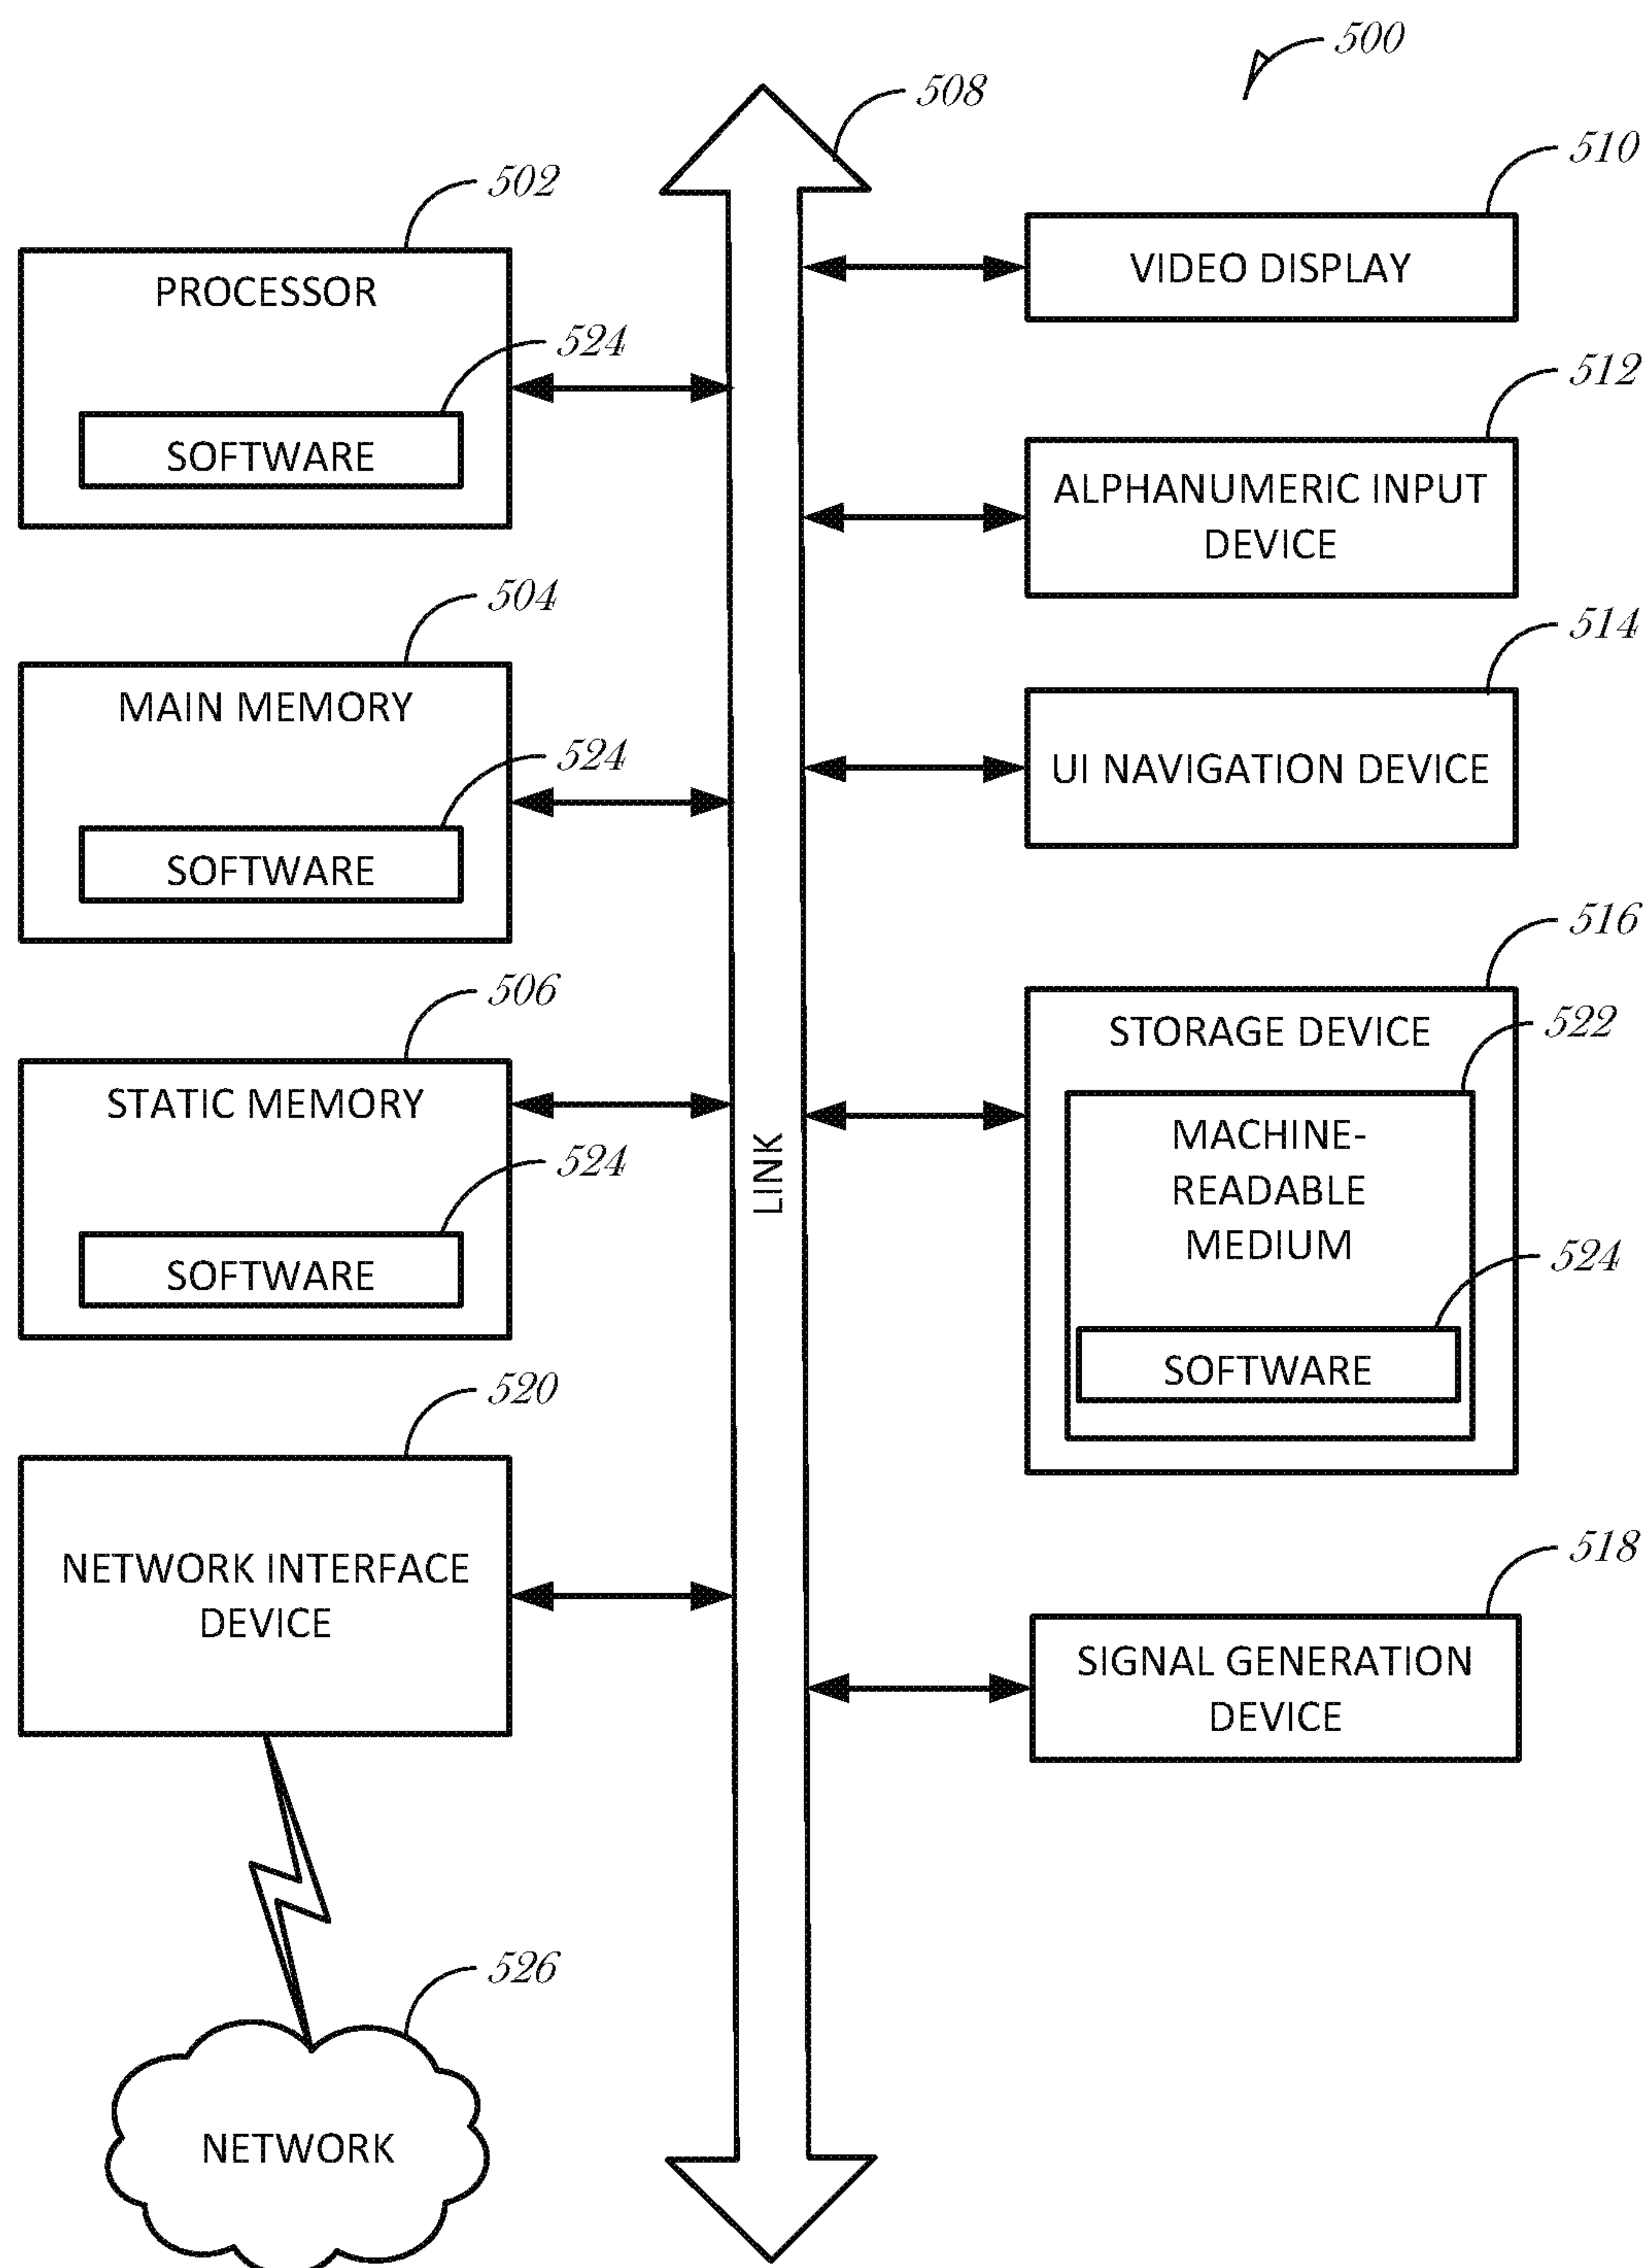 500
508
502
PROCESSOR
524
SOFTWARE
504
MAIN MEMORY
524
SOFTWARE
506
STATIC MEMORY
524
SOFTWARE
520
NETWORK INTERFACE
DEVICE
526
NETWORK
LINK
510
VIDEO DISPLAY
512
ALPHANUMERIC INPUT
DEVICE
514
UI NAVIGATION DEVICE
516
STORAGE DEVICE
522
MACHINE-
READABLE
MEDIUM
524
SOFTWARE
518
SIGNAL GENERATION
DEVICE